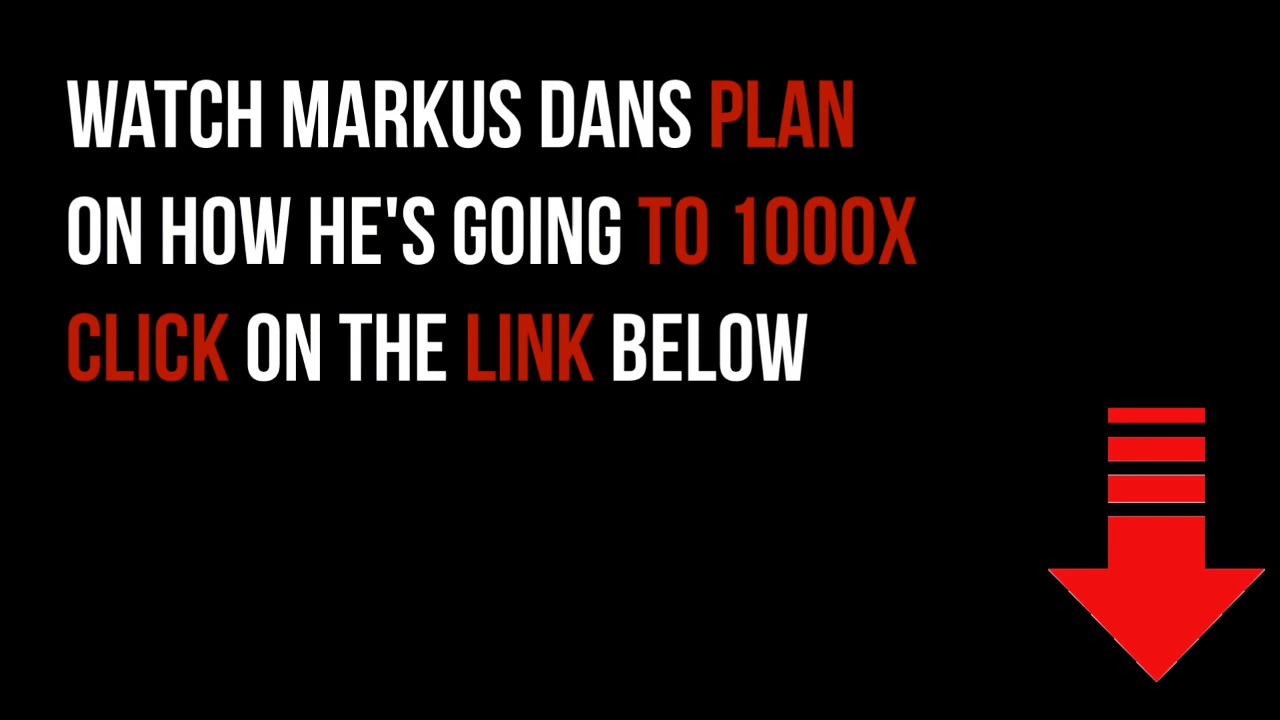 WATCH MARKUS DANS PLAN
ON HOW HE'S GOING TO 1000X
CLICK ON THE LINK BELOW